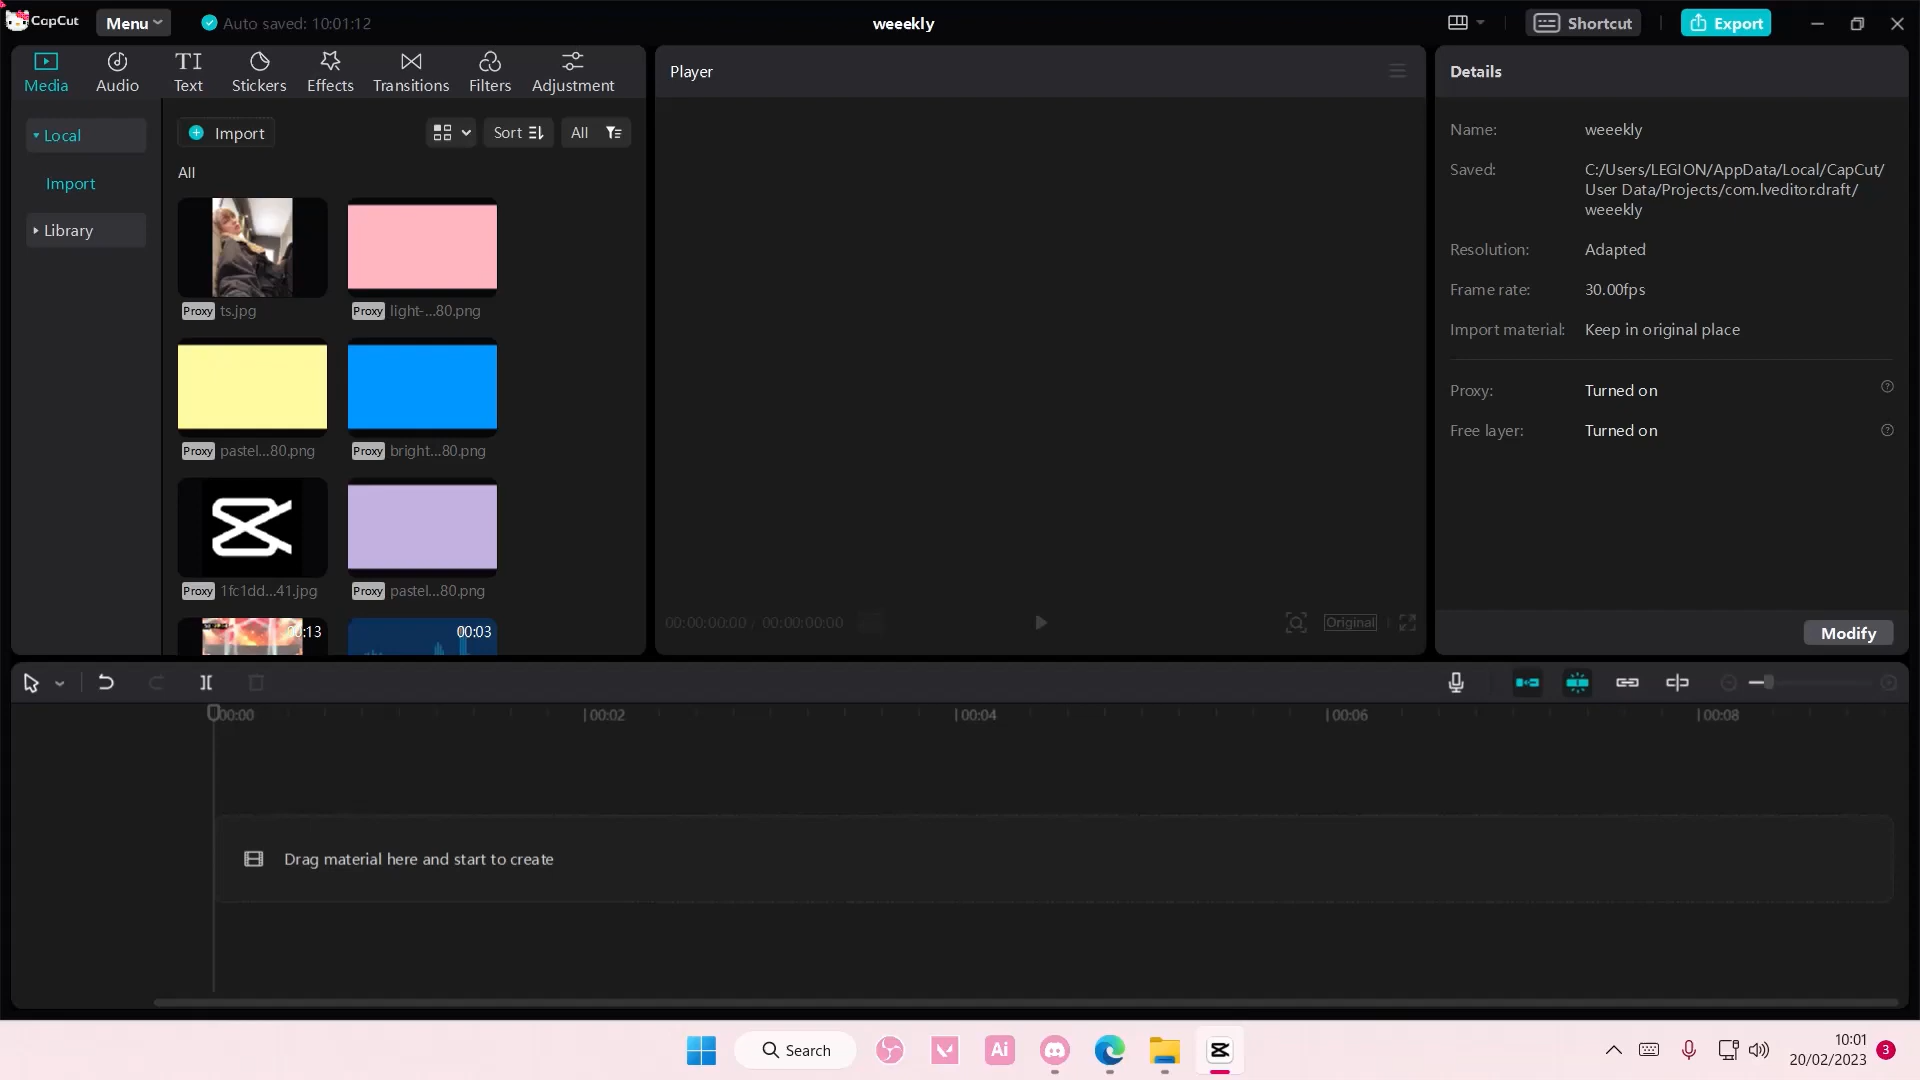 CapCut
Menu
Auto saved: 10:01:12
weeekly
Shortcut
Export
Media
Audio
Text
Stickers
Effects
Transitions
Filters
Adjustment
Player
Details
Local
Import
Library
Import
Sort
All
All
Proxy ts.jpg
Proxy light-...80.png
Proxy pastel...80.png
Proxy bright...80.png
Proxy 1fc1dd...41.jpg
Proxy pastel...80.png
00:13
00:03
Name: weeekly
Saved: C:/Users/LEGION/AppData/Local/CapCut/
User Data/Projects/com.lveditor.draft/
weeekly
Resolution: Adapted
Frame rate: 30.00fps
Import material: Keep in original place
Proxy: Turned on
Free layer: Turned on
Modify
00:00:00:00 / 00:00:00:00
Original
00:00
00:02
00:04
00:06
00:08
Drag material here and start to create
Search
Ai
10:01
20/02/2023
3